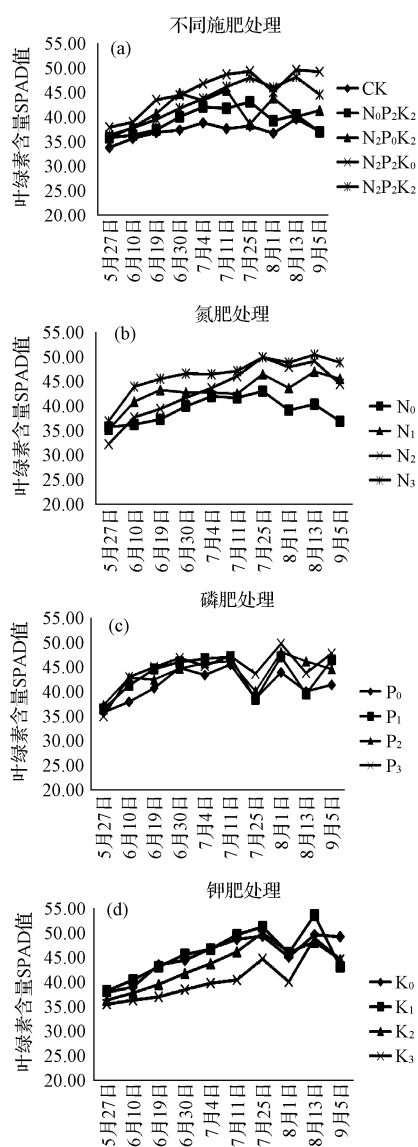 不同施肥处理
(a)
叶绿素含量SPAD值
55.00
50.00
45.00
40.00
35.00
30.00
25.00
20.00
5月27日
6月10日
6月19日
6月30日
7月4日
7月11日
7月25日
8月1日
8月13日
9月5日
CK
N₀P₂K₂
N₂P₀K₂
N₂P₂K₀
N₂P₂K₂
氮肥处理
(b)
叶绿素含量SPAD值
55.00
50.00
45.00
40.00
35.00
30.00
25.00
20.00
5月27日
6月10日
6月19日
6月30日
7月4日
7月11日
7月25日
8月1日
8月13日
9月5日
N₀
N₁
N₂
N₃
磷肥处理
(c)
叶绿素含量SPAD值
55.00
50.00
45.00
40.00
35.00
30.00
25.00
20.00
5月27日
6月10日
6月19日
6月30日
7月4日
7月11日
7月25日
8月1日
8月13日
9月5日
P₀
P₁
P₂
P₃
钾肥处理
(d)
叶绿素含量SPAD值
55.00
50.00
45.00
40.00
35.00
30.00
25.00
20.00
5月27日
6月10日
6月19日
6月30日
7月4日
7月11日
7月25日
8月1日
8月13日
9月5日
K₀
K₁
K₂
K₃